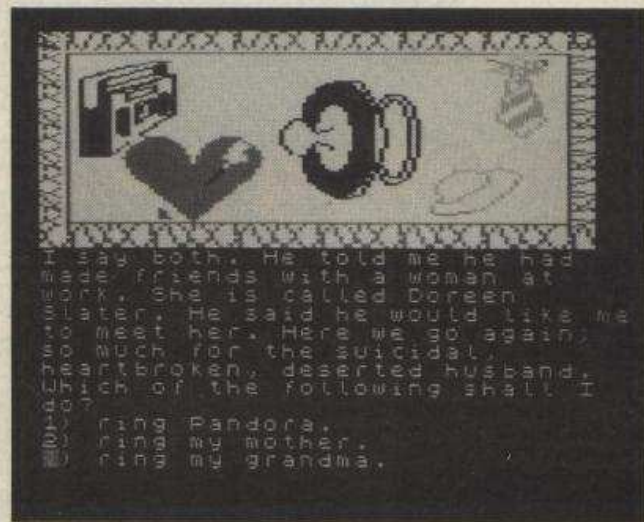 I say both. He told me he had
made friends with a woman at
work. She is called Doreen
Slater. He said he would like me
to meet her. Here we go again,
so much for the suicidal,
heartbroken, deserted husband.
Which of the following shall I
do?
1) ring Pandora.
2) ring my mother.
) ring my grandma.